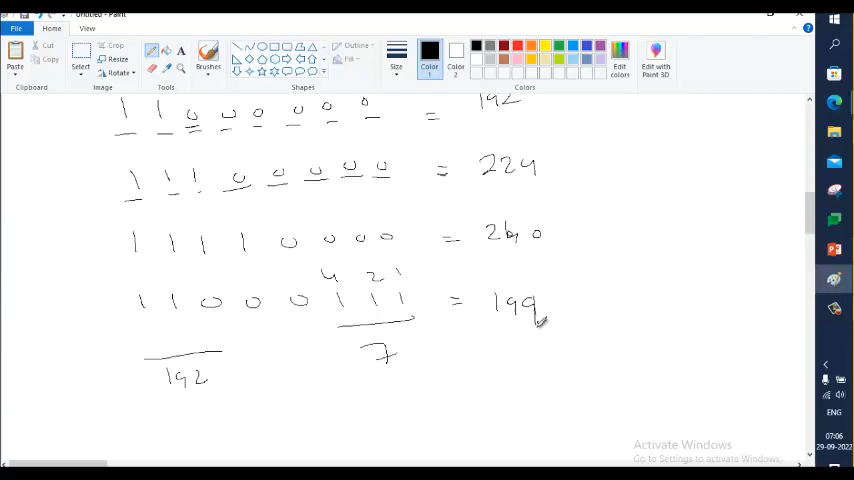 Untitled - Paint
File Home View
Paste Cut Copy Clipboard
Select Crop Resize Rotate Image
Tools
Brushes
Shapes Outline Fill
Size
Color 1 Color 2 Edit colors Colors
Edit with Paint 3D
1 1 0 0 0 0 0 0 = 192
1 1 1 0 0 0 0 0 = 224
1 1 1 1 0 0 0 0 = 240
4 2 1
1 1 0 0 0 1 1 1 = 199
192 7
Activate Windows
Go to Settings to activate Windows.
ENG
07:06
29-09-2022